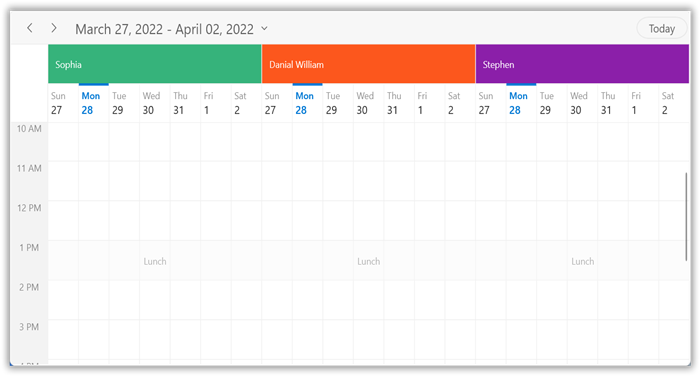 March 27, 2022 - April 02, 2022
Today
Sophia Danial William Stephen
Sun Mon Tue Wed Thu Fri Sat Sun Mon Tue Wed Thu Fri Sat Sun Mon Tue Wed Thu Fri Sat
27 28 29 30 31 1 2 27 28 29 30 31 1 2 27 28 29 30 31 1 2
10 AM
11 AM
12 PM
1 PM
Lunch Lunch Lunch
2 PM
3 PM